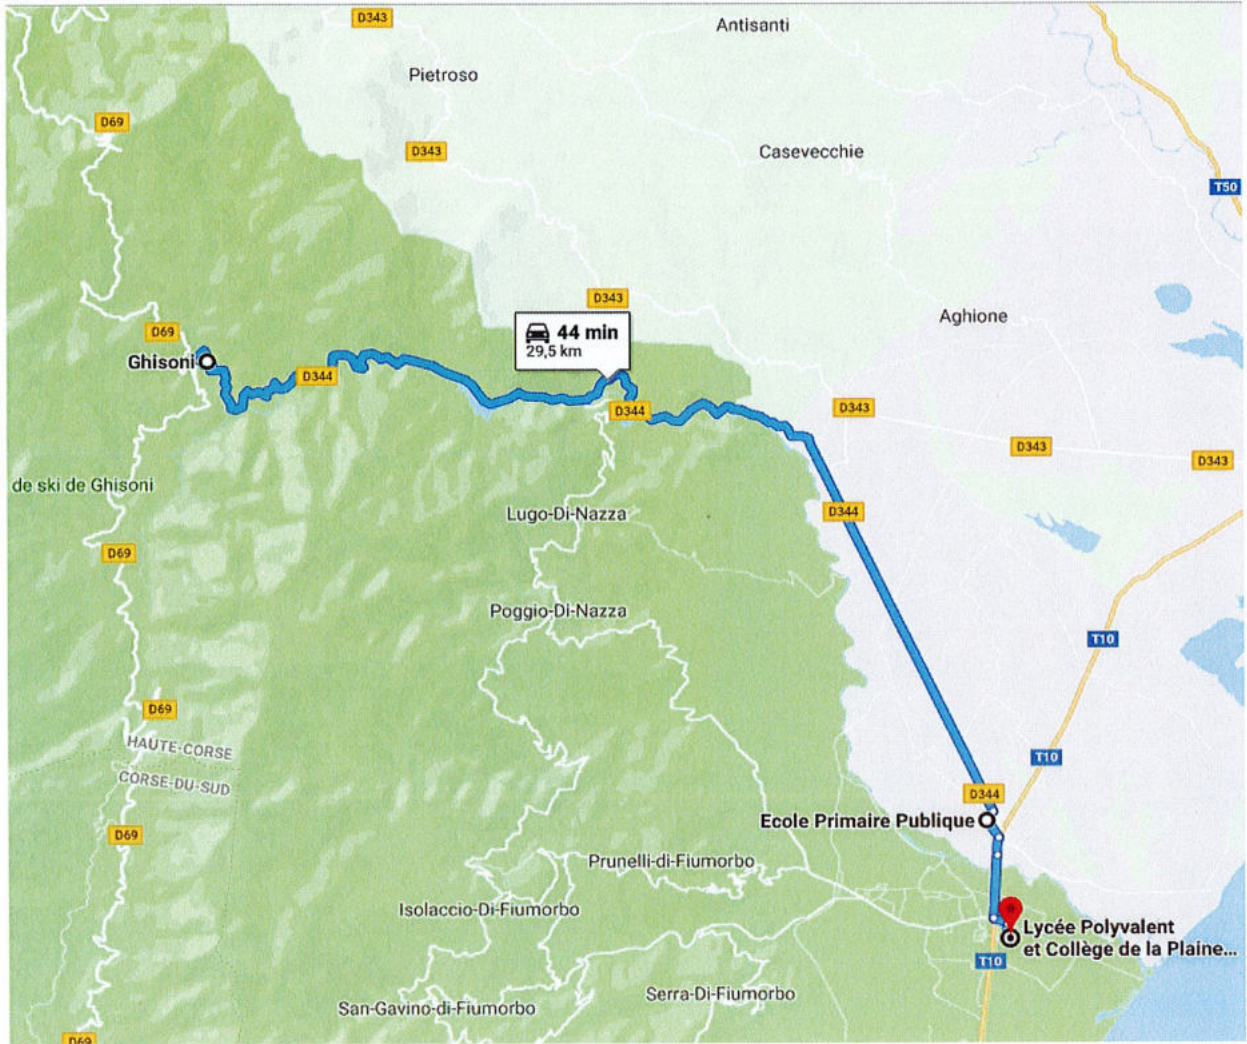 D343
Antisanti
Pietroso
D69
D343
Casevecchie
T50
D343
Aghione
D69
44 min
29,5 km
Ghisoni
D344
D344
D343
D343
D343
de ski de Ghisoni
Lugo-Di-Nazza
D344
D69
Poggio-Di-Nazza
T10
D69
HAUTE-CORSE
CORSE-DU-SUD
T10
D344
Ecole Primaire Publique
D69
Prunelli-di-Fiumorbo
Isolaccio-Di-Fiumorbo
Lycée Polyvalent
et Collège de la Plaine...
T10
Serra-Di-Fiumorbo
San-Gavino-di-Fiumorbo
D69